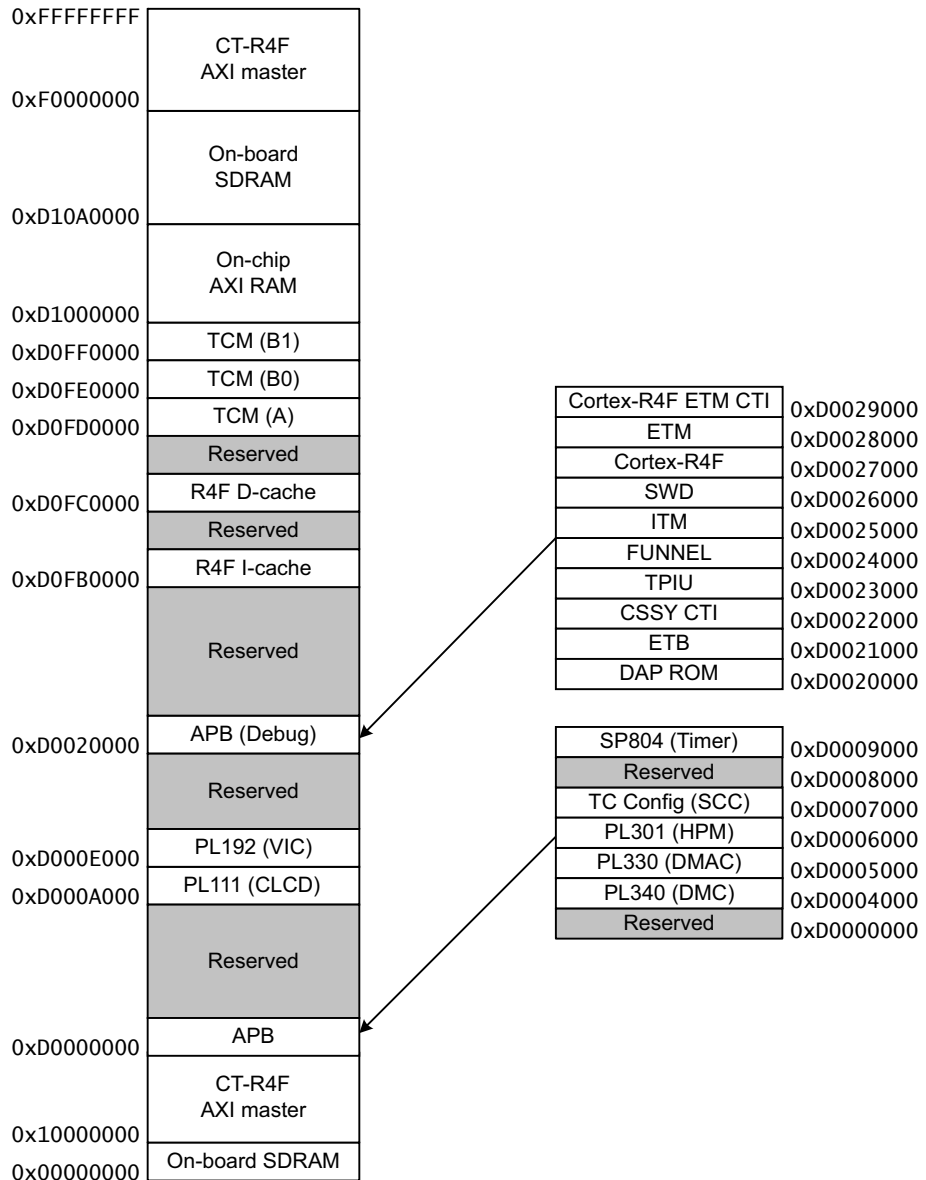 0xFFFFFFFF
CT-R4F
AXI master
0xF0000000
On-board
SDRAM
0xD10A0000
On-chip
AXI RAM
0xD1000000
TCM (B1)
0xD0FF0000
TCM (B0)
0xD0FE0000
TCM (A)
0xD0FD0000
Reserved
R4F D-cache
0xD0FC0000
Reserved
R4F I-cache
0xD0FB0000
Reserved
APB (Debug)
0xD0020000
Reserved
PL192 (VIC)
0xD000E000
PL111 (CLCD)
0xD000A000
Reserved
APB
0xD0000000
CT-R4F
AXI master
0x10000000
On-board SDRAM
0x00000000
Cortex-R4F ETM CTI
0xD0029000
ETM
0xD0028000
Cortex-R4F
0xD0027000
SWD
0xD0026000
ITM
0xD0025000
FUNNEL
0xD0024000
TPIU
0xD0023000
CSSY CTI
0xD0022000
ETB
0xD0021000
DAP ROM
0xD0020000
SP804 (Timer)
0xD0009000
Reserved
0xD0008000
TC Config (SCC)
0xD0007000
PL301 (HPM)
0xD0006000
PL330 (DMAC)
0xD0005000
PL340 (DMC)
0xD0004000
Reserved
0xD0000000